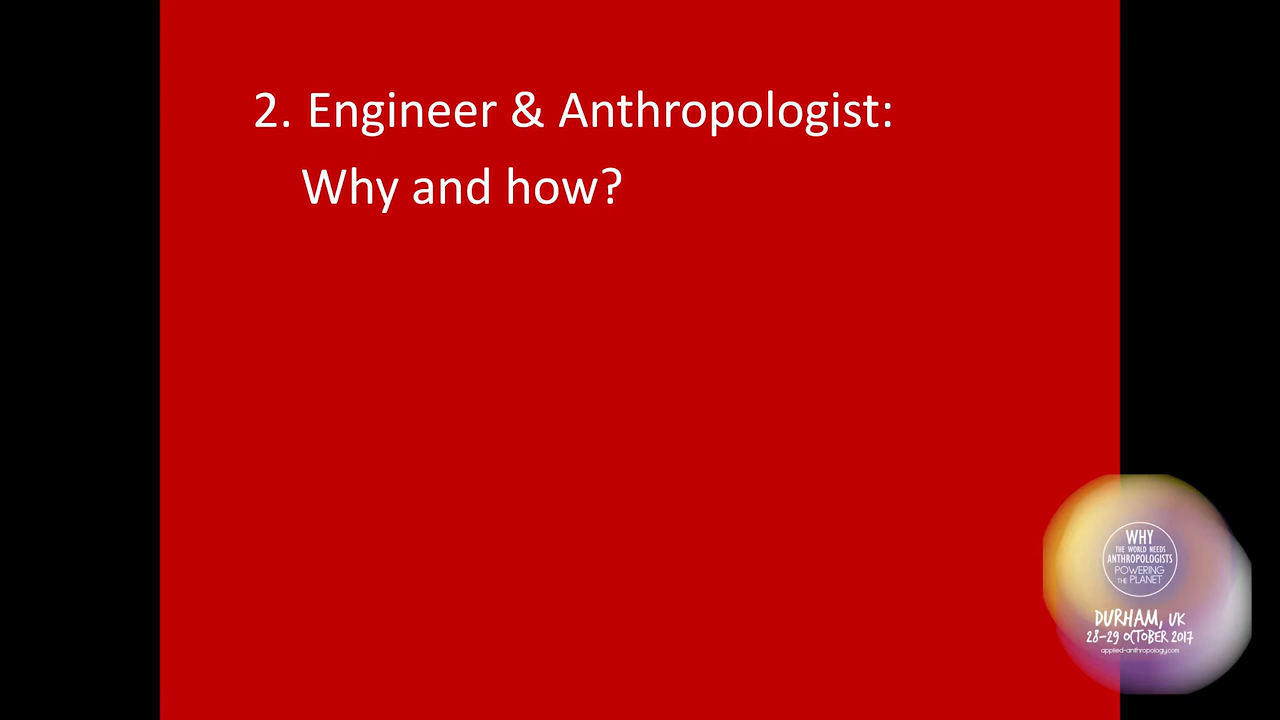 2. Engineer & Anthropologist:
Why and how?
WHY
THE WORLD NEEDS
ANTHROPOLOGISTS
POWERING
THE PLANET
DURHAM, UK
28-29 OCTOBER 2017
applied-anthropology.com